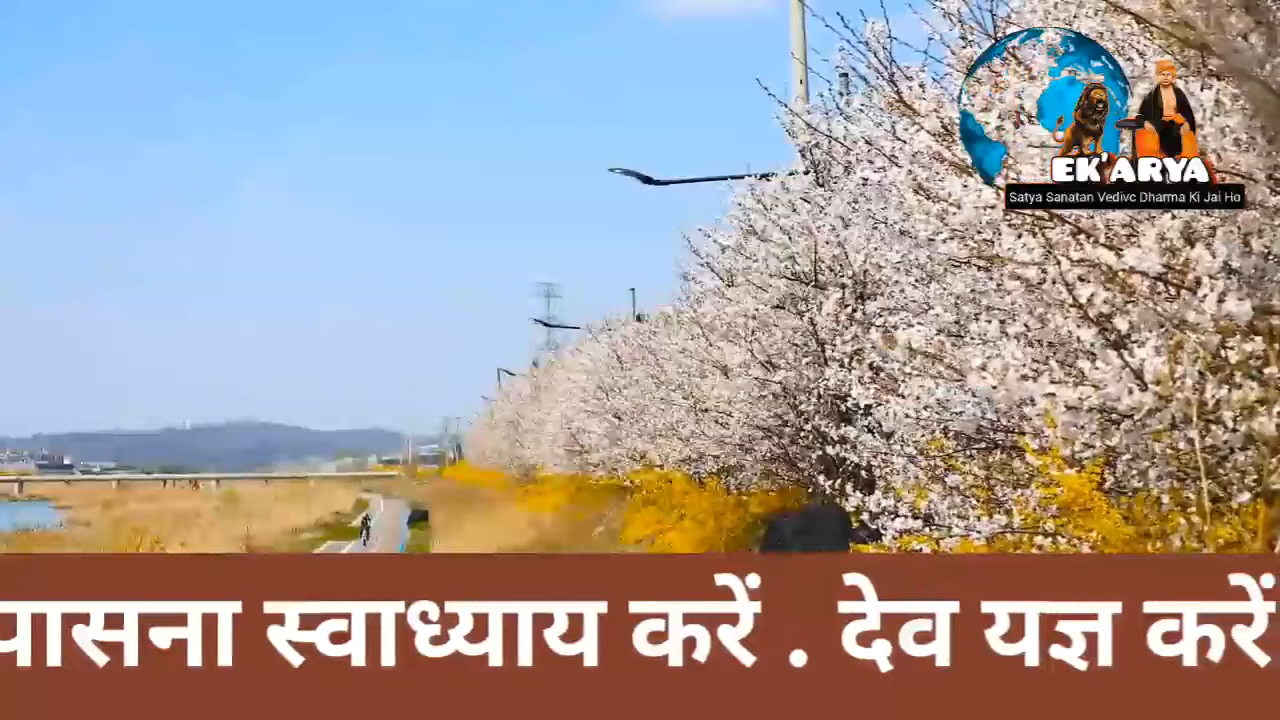 EK'ARYA
Satya Sanatan Vedivc Dharma Ki Jai Ho
पासना स्वाध्याय करें . देव यज्ञ करें